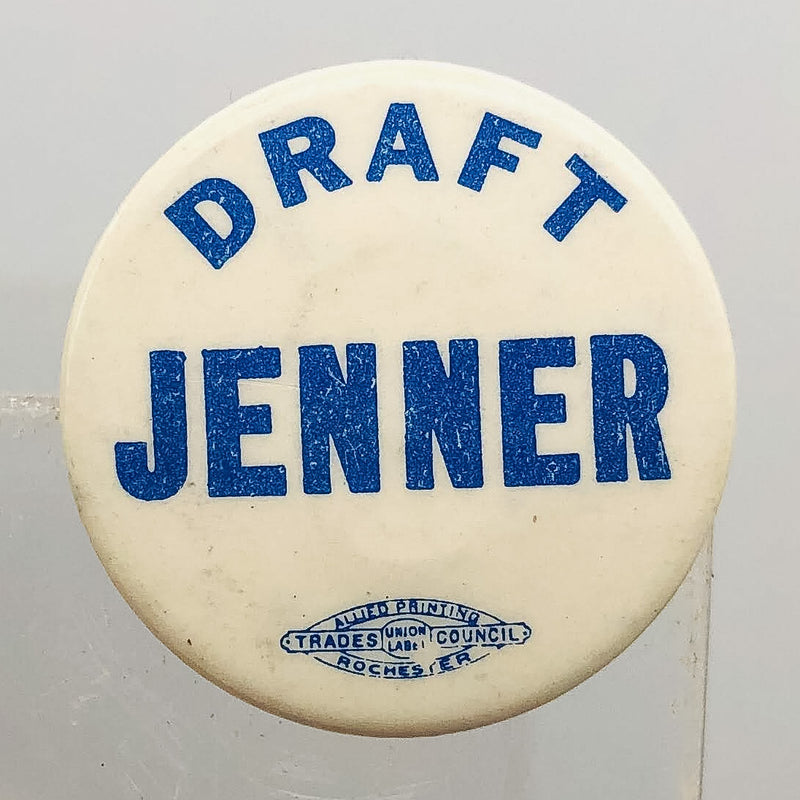 DRAFT
JENNER
ALLIED PRINTING
TRADES UNION LABEL COUNCIL
ROCHESTER